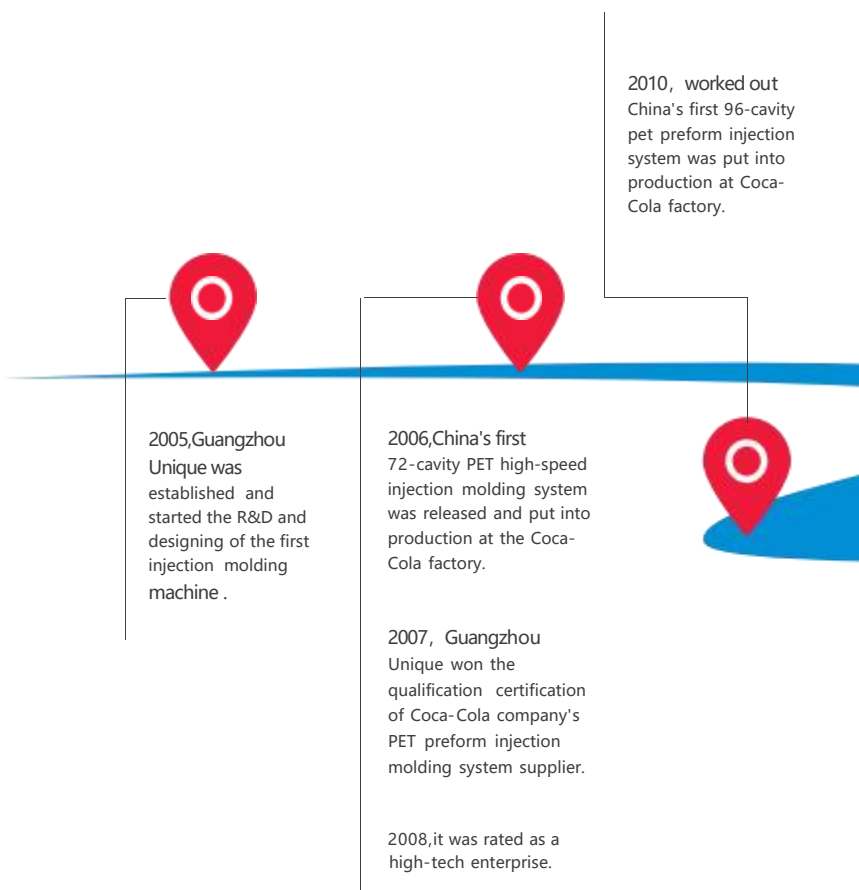 2010，worked out
China's first 96-cavity
pet preform injection
system was put into
production at Coca-
Cola factory.
2005,Guangzhou
Unique was
established and
started the R&D and
designing of the first
injection molding
machine .
2006,China's first
72-cavity PET high-speed
injection molding system
was released and put into
production at the Coca-
Cola factory.
2007，Guangzhou
Unique won the
qualification certification
of Coca-Cola company's
PET preform injection
molding system supplier.
2008,it was rated as a
high-tech enterprise.